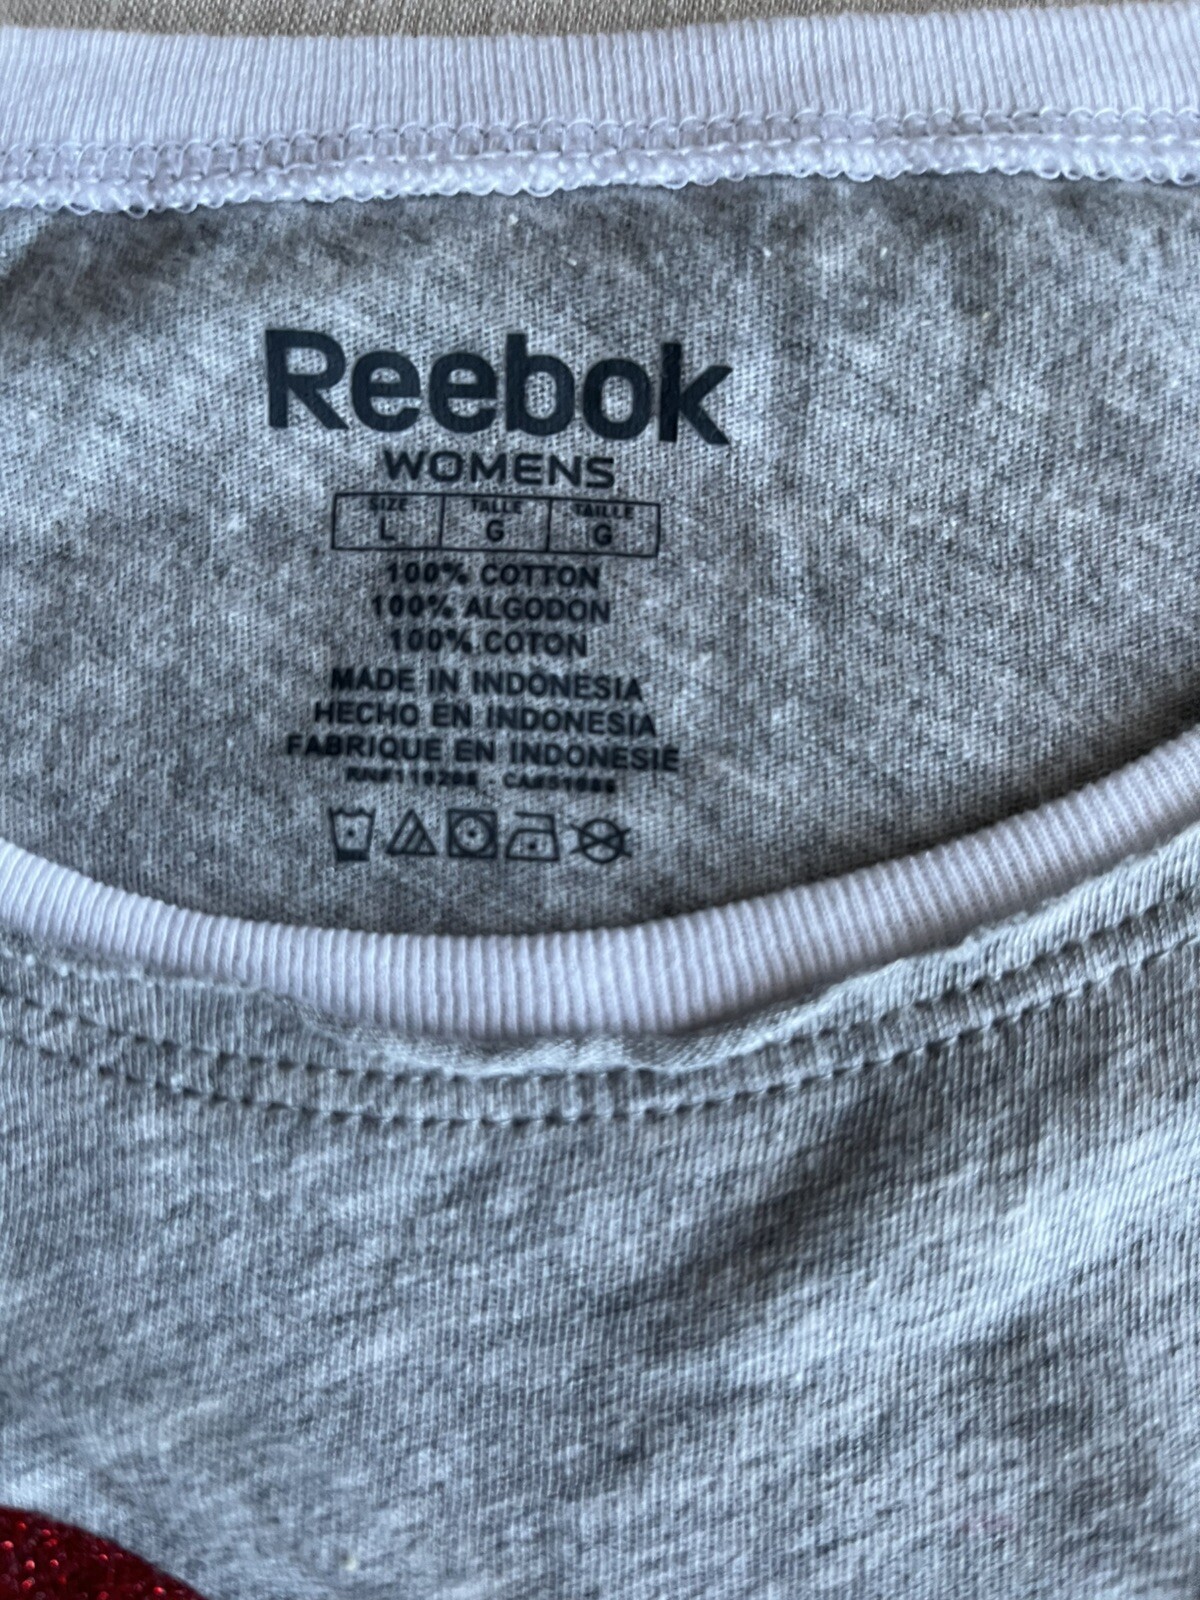 Reebok
WOMENS
SIZE TALLE TAILLE
L G G
100% COTTON
100% ALGODON
100% COTON
MADE IN INDONESIA
HECHO EN INDONESIA
FABRIQUE EN INDONESIE